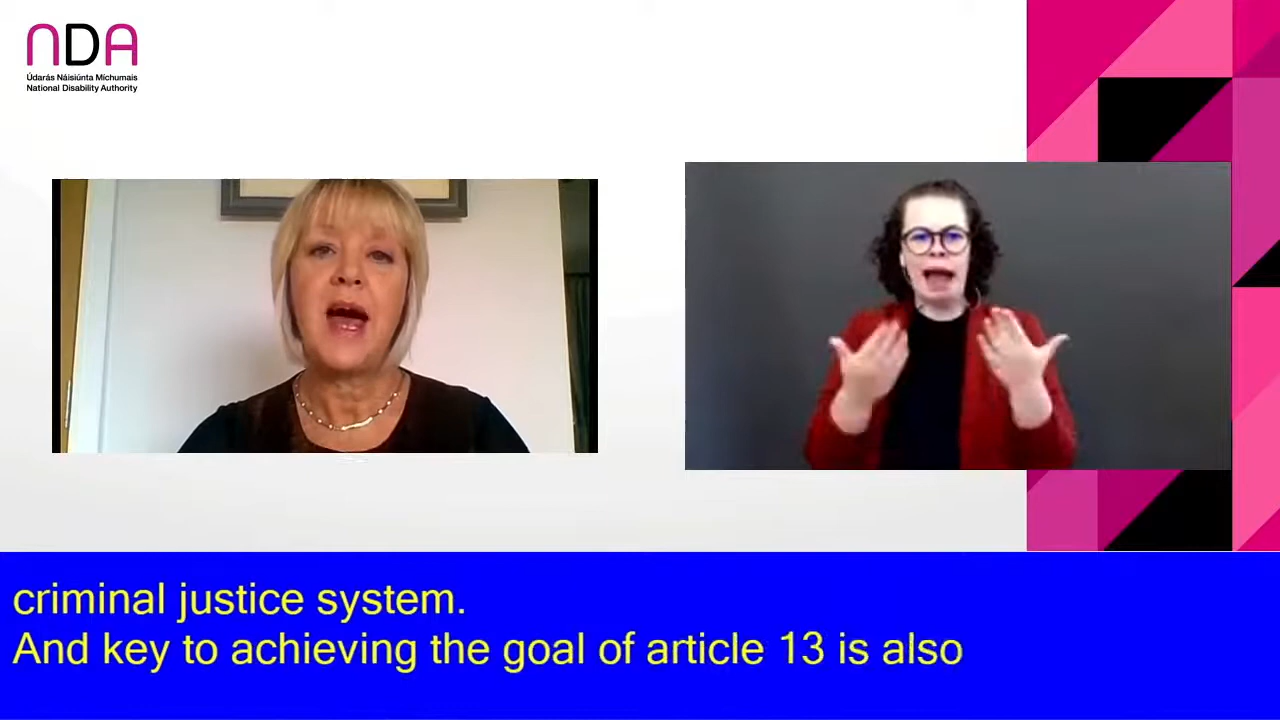 NDA
Údarás Náisiúnta Míchumais
National Disability Authority
criminal justice system.
And key to achieving the goal of article 13 is also